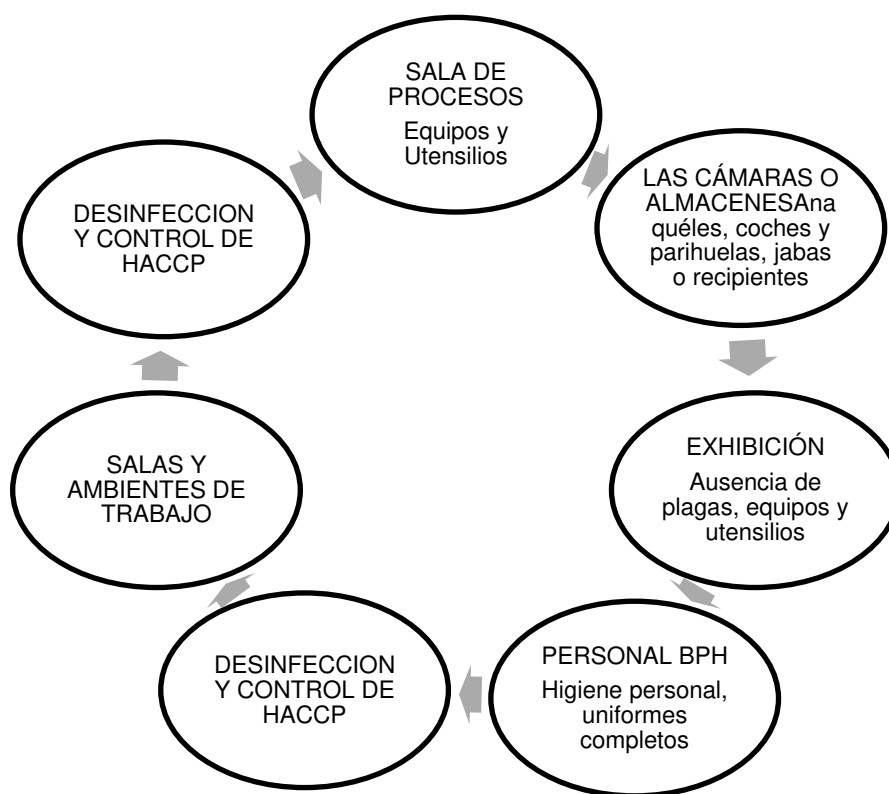 SALA DE
PROCESOS
Equipos y
Utensilios
LAS CÁMARAS O
ALMACENESAna
quéles, coches y
parihuelas, jabas
o recipientes
EXHIBICIÓN
Ausencia de
plagas, equipos y
utensilios
PERSONAL BPH
Higiene personal,
uniformes
completos
DESINFECCION
Y CONTROL DE
HACCP
SALAS Y
AMBIENTES DE
TRABAJO
DESINFECCION
Y CONTROL DE
HACCP